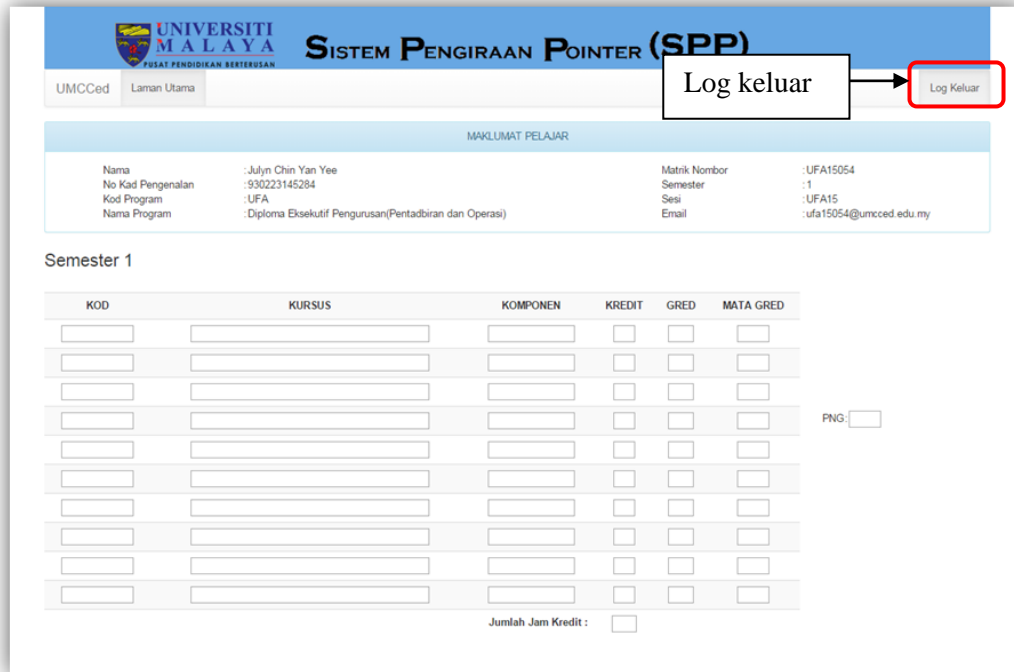 UNIVERSITI
MALAYA
PUSAT PENDIDIKAN BERTERUSAN
SISTEM PENGIRAAN POINTER (SPP)
Log keluar
UMCCed Laman Utama Log Keluar
MAKLUMAT PELAJAR
Nama :Julyn Chin Yan Yee Matrik Nombor :UFA15054
No Kad Pengenalan :930223145284 Semester :1
Kod Program :UFA Sesi :UFA15
Nama Program :Diploma Eksekutif Pengurusan(Pentadbiran dan Operasi) Email :ufa15054@umcced.edu.my
Semester 1
KOD KURSUS KOMPONEN KREDIT GRED MATA GRED
PNG:
Jumlah Jam Kredit :